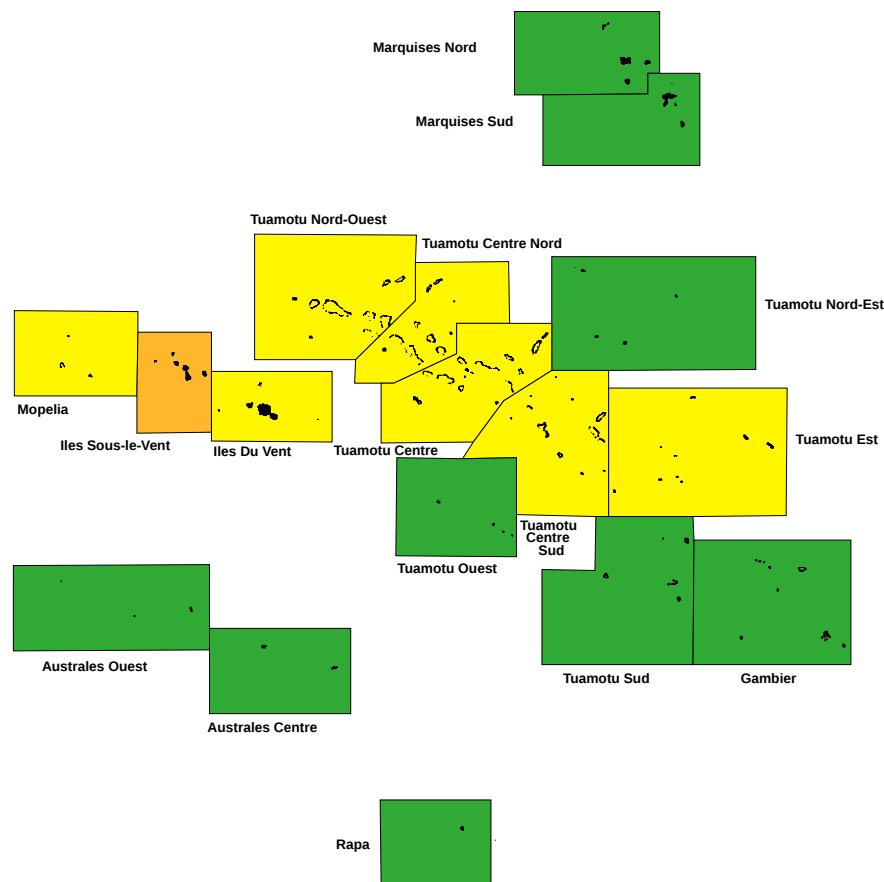 Marquises Nord
Marquises Sud
Tuamotu Nord-Ouest
Tuamotu Centre Nord
Tuamotu Nord-Est
Mopelia
Iles Sous-le-Vent
Iles Du Vent
Tuamotu Centre
Tuamotu Est
Tuamotu
Centre
Sud
Tuamotu Ouest
Australes Ouest
Tuamotu Sud
Gambier
Australes Centre
Rapa